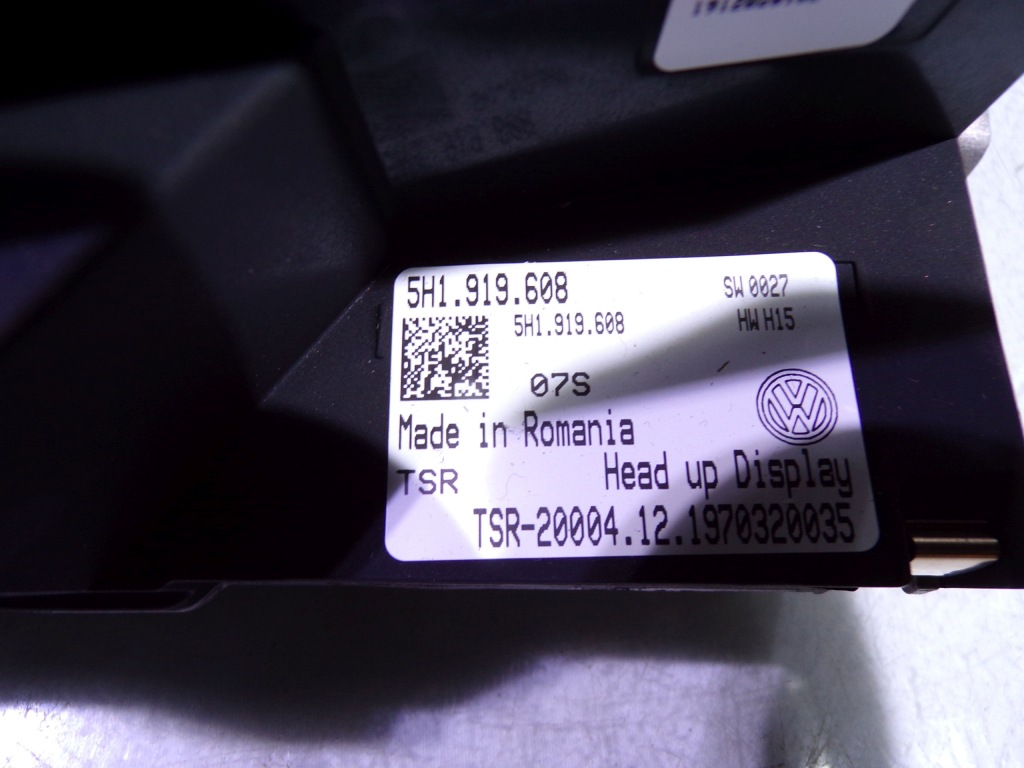 5H1.919.608
SW 0027
5H1.919.608
HW H15
07S
Made in Romania
TSR
Head up Display
TSR-20004.12.1970320035